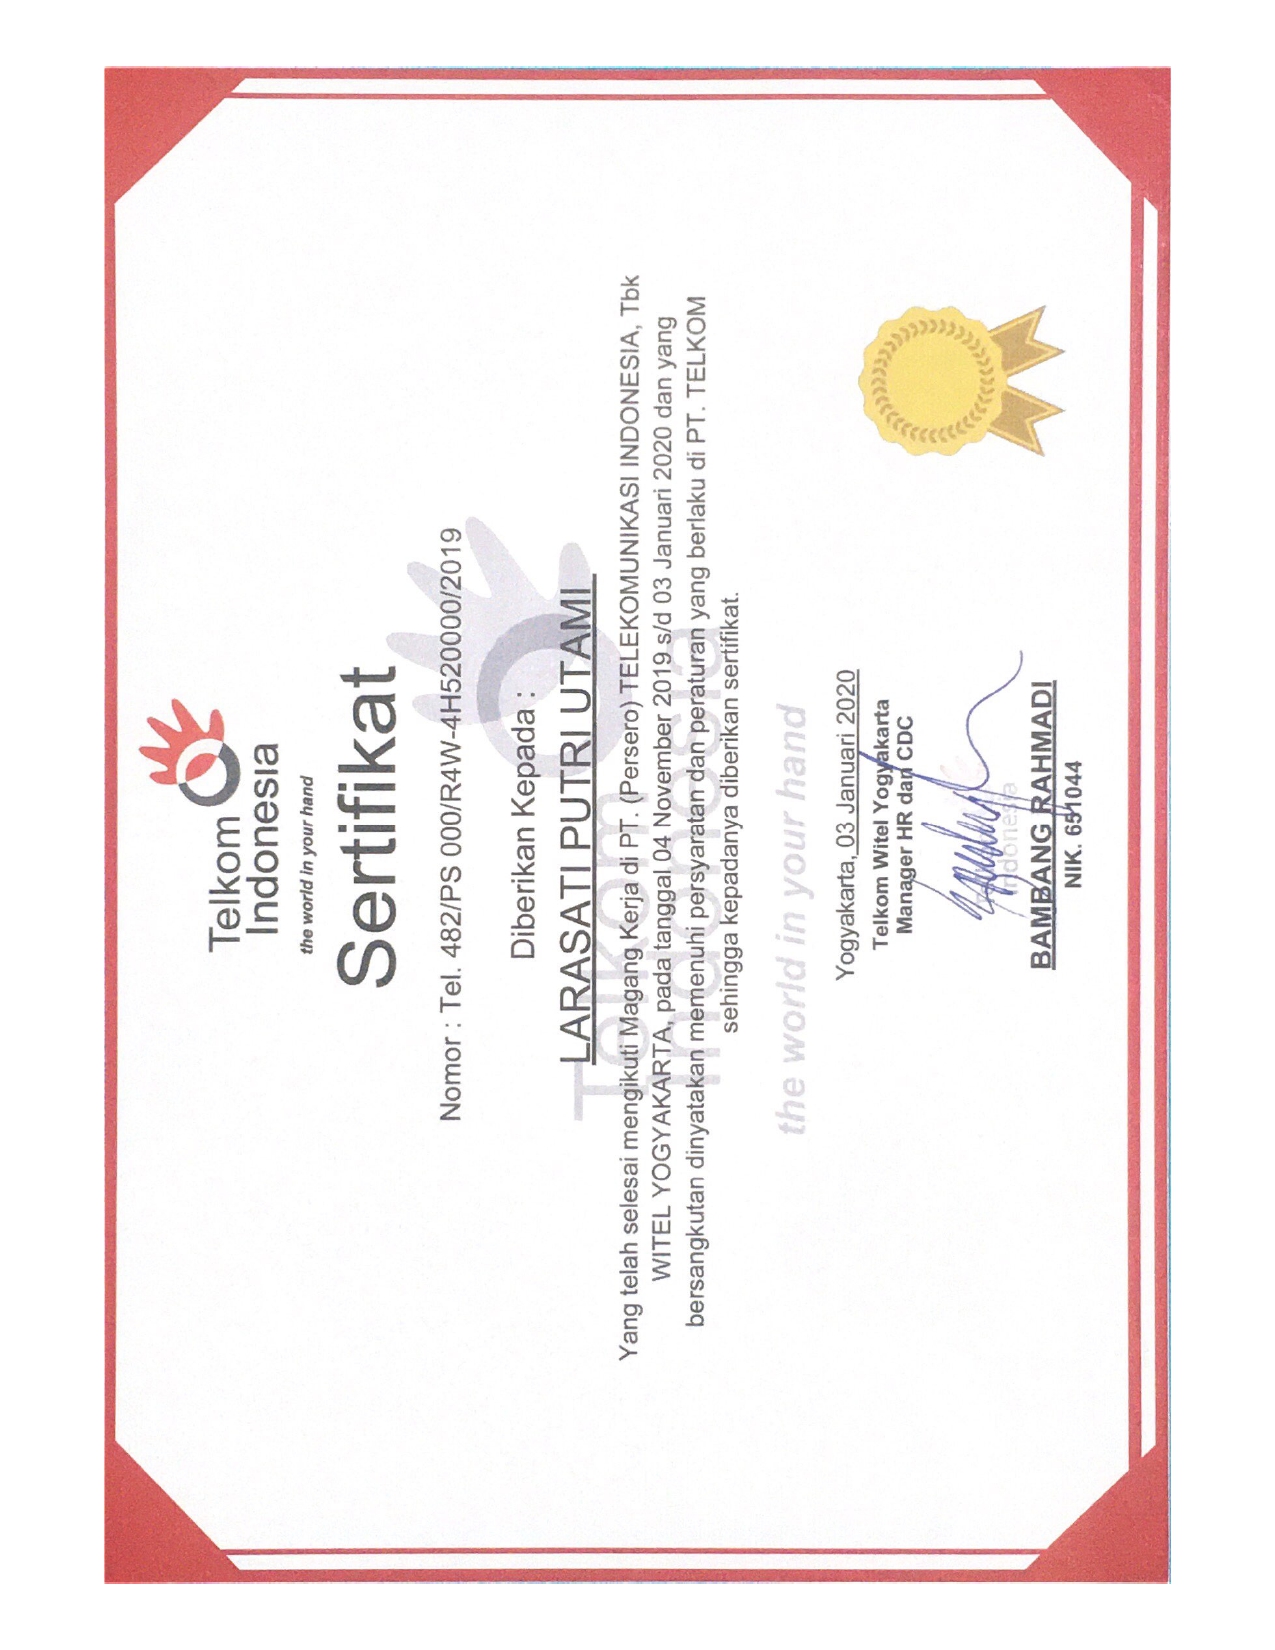 Telkom
Indonesia
the world in your hand
Sertifikat
Nomor : Tel. 482/PS 000/R4W-4H520000/2019
Diberikan Kepada :
LARASATI PUTRI UTAMI
Yang telah selesai mengikuti Magang Kerja di PT. (Persero) TELEKOMUNIKASI INDONESIA, Tbk
WITEL YOGYAKARTA, pada tanggal 04 November 2019 s/d 03 Januari 2020 dan yang
bersangkutan dinyatakan memenuhi persyaratan dan peraturan yang berlaku di PT. TELKOM
sehingga kepadanya diberikan sertifikat.
Telkom
Indonesia
the world in your hand
Yogyakarta, 03 Januari 2020
Telkom Witel Yogyakarta
Manager HR dan CDC
Indonesia
BAMBANG RAHMADI
NIK. 651044